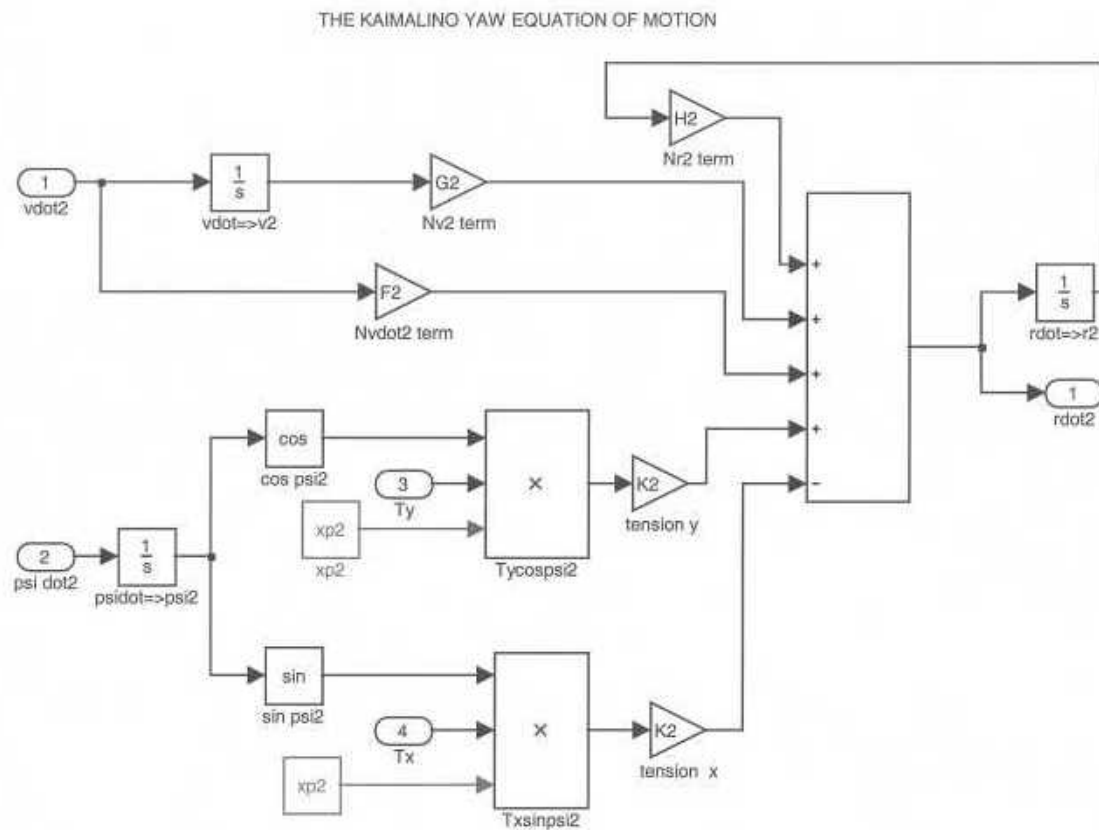 THE KAIMALINO YAW EQUATION OF MOTION
H2
Nr2 term
1
vdot2
1
s
vdot=>v2
G2
Nv2 term
F2
Nvdot2 term
+
+
+
+
-
1
s
rdot=>r2
1
rdot2
cos
cos psi2
3
Ty
xp2
xp2
×
Tycospsi2
K2
tension y
2
psi dot2
1
s
psidot=>psi2
sin
sin psi2
4
Tx
xp2
×
Txsinpsi2
K2
tension x